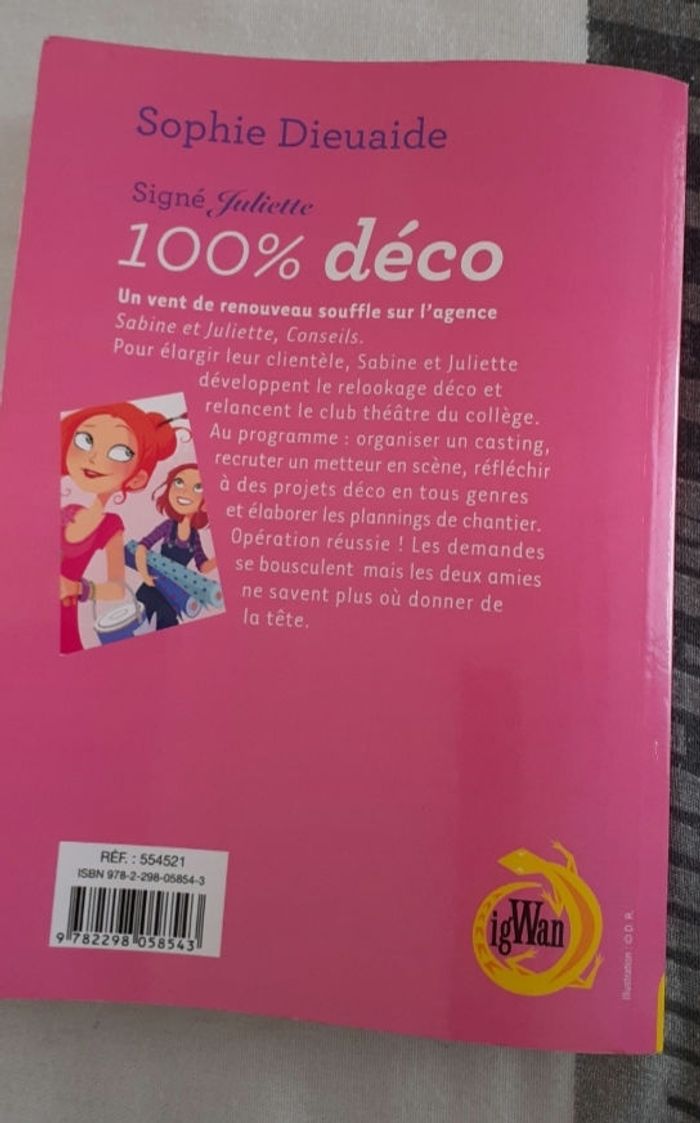 Sophie Dieuaide
Signé Juliette
100% déco
Un vent de renouveau souffle sur l'agence
Sabine et Juliette, Conseils.
Pour élargir leur clientèle, Sabine et Juliette
développent le relookage déco et
relancent le club théâtre du collège.
Au programme : organiser un casting,
recruter un metteur en scène, réfléchir
à des projets déco en tous genres
et élaborer les plannings de chantier.
Opération réussie ! Les demandes
se bousculent mais les deux amies
ne savent plus où donner de
la tête.
RÉF. : 554521
ISBN 978-2-298-05854-3
9 782298 058543
igWan
Illustration : © D. R.